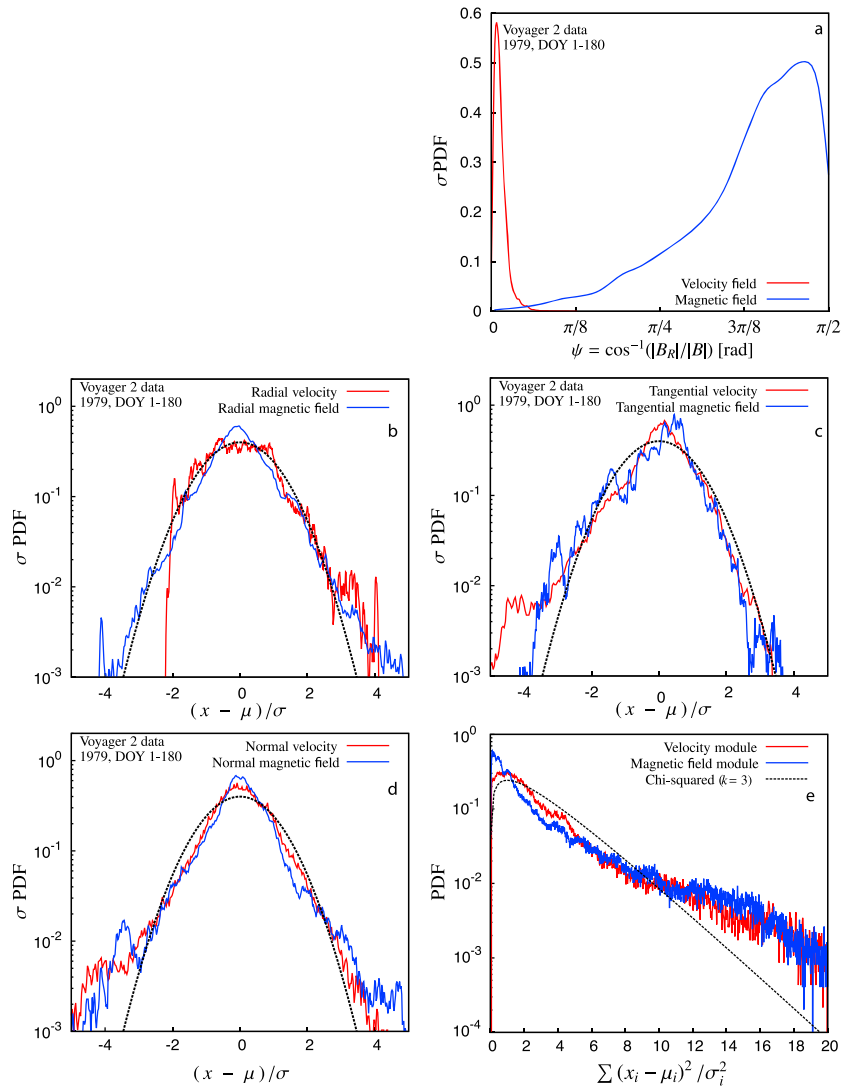 a
Voyager 2 data
1979, DOY 1-180
0.6
0.5
0.4
0.3
0.2
0.1
0
σ PDF
Velocity field
Magnetic field
0 π/8 π/4 3π/8 π/2
ψ = cos⁻¹(|B_R|/|B|) [rad]
Voyager 2 data
1979, DOY 1-180
Radial velocity
Radial magnetic field
b
10⁰
10⁻¹
10⁻²
10⁻³
σ PDF
-4 -2 0 2 4
(x − μ)/σ
Voyager 2 data
1979, DOY 1-180
Tangential velocity
Tangential magnetic field
c
10⁰
10⁻¹
10⁻²
10⁻³
σ PDF
-4 -2 0 2 4
(x − μ)/σ
Voyager 2 data
1979, DOY 1-180
Normal velocity
Normal magnetic field
d
10⁰
10⁻¹
10⁻²
10⁻³
σ PDF
-4 -2 0 2 4
(x − μ)/σ
Velocity module
Magnetic field module
Chi-squared (k = 3)
e
10⁰
10⁻¹
10⁻²
10⁻³
10⁻⁴
PDF
0 2 4 6 8 10 12 14 16 18 20
∑ (x_i − μ_i)² /σ_i²